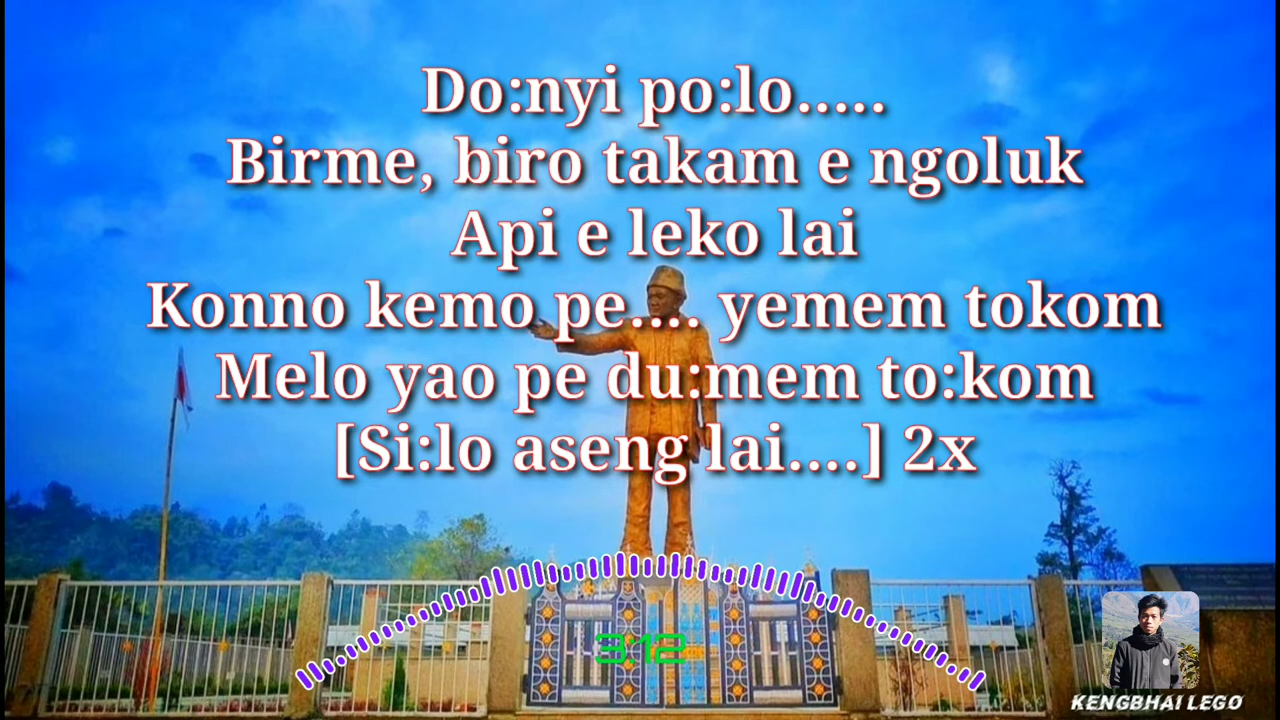 Do:nyi po:lo.....
Birme, biro takam e ngoluk
Api e leko lai
Konno kemo pe.... yemem tokom
Melo yao pe du:mem to:kom
[Si:lo aseng lai....] 2x
3:12
KENGBHAI LEGO